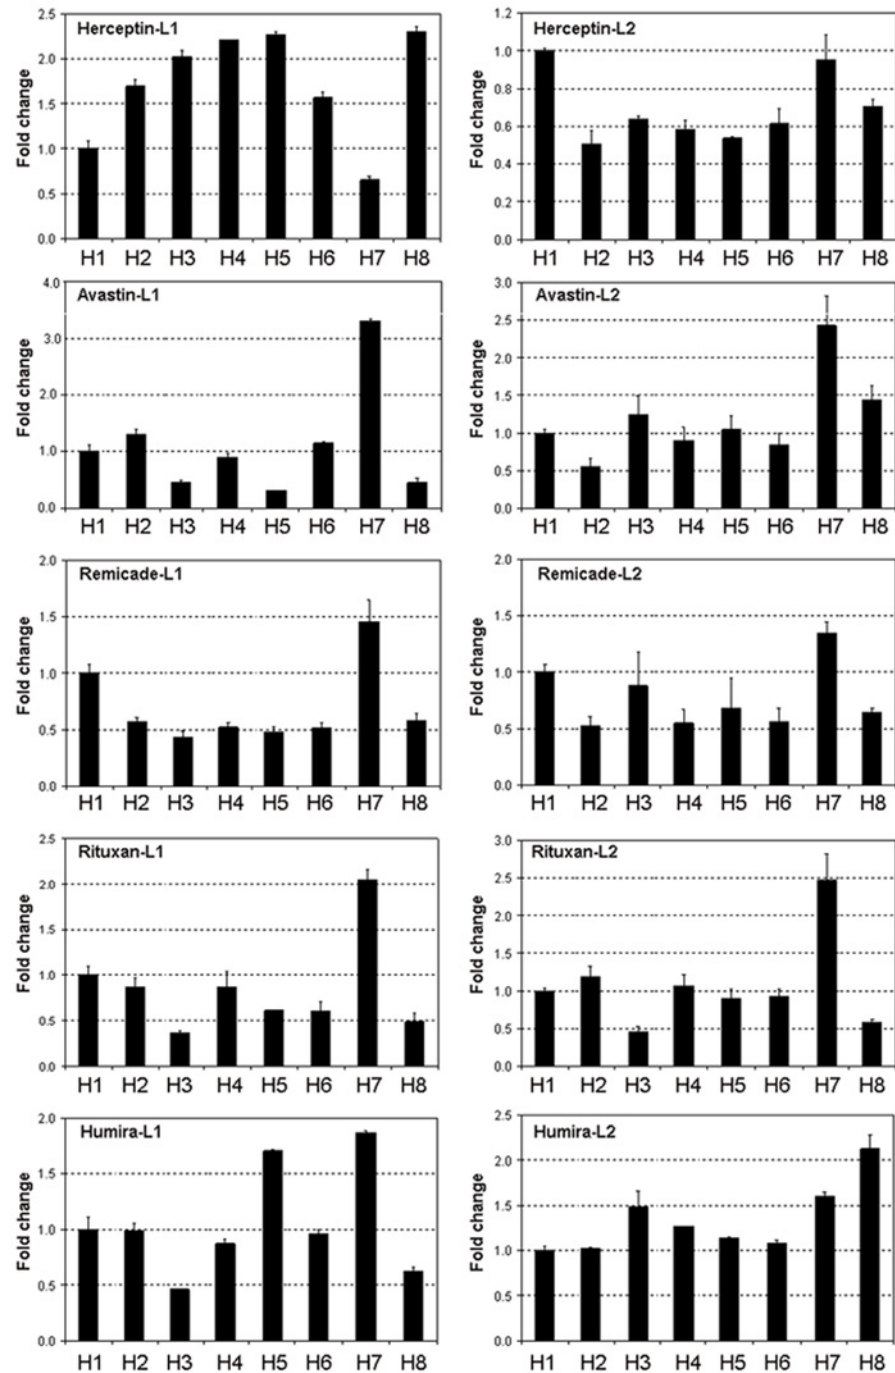 Herceptin-L1
Fold change
2.5
2.0
1.5
1.0
0.5
0.0
H1 H2 H3 H4 H5 H6 H7 H8
Herceptin-L2
Fold change
1.2
1.0
0.8
0.6
0.4
0.2
0.0
H1 H2 H3 H4 H5 H6 H7 H8
Avastin-L1
Fold change
4.0
3.0
2.0
1.0
0.0
H1 H2 H3 H4 H5 H6 H7 H8
Avastin-L2
Fold change
3.0
2.5
2.0
1.5
1.0
0.5
0.0
H1 H2 H3 H4 H5 H6 H7 H8
Remicade-L1
Fold change
2.0
1.5
1.0
0.5
0.0
H1 H2 H3 H4 H5 H6 H7 H8
Remicade-L2
Fold change
2.0
1.5
1.0
0.5
0.0
H1 H2 H3 H4 H5 H6 H7 H8
Rituxan-L1
Fold change
2.5
2.0
1.5
1.0
0.5
0.0
H1 H2 H3 H4 H5 H6 H7 H8
Rituxan-L2
Fold change
3.0
2.5
2.0
1.5
1.0
0.5
0.0
H1 H2 H3 H4 H5 H6 H7 H8
Humira-L1
Fold change
2.0
1.5
1.0
0.5
0.0
H1 H2 H3 H4 H5 H6 H7 H8
Humira-L2
Fold change
2.5
2.0
1.5
1.0
0.5
0.0
H1 H2 H3 H4 H5 H6 H7 H8